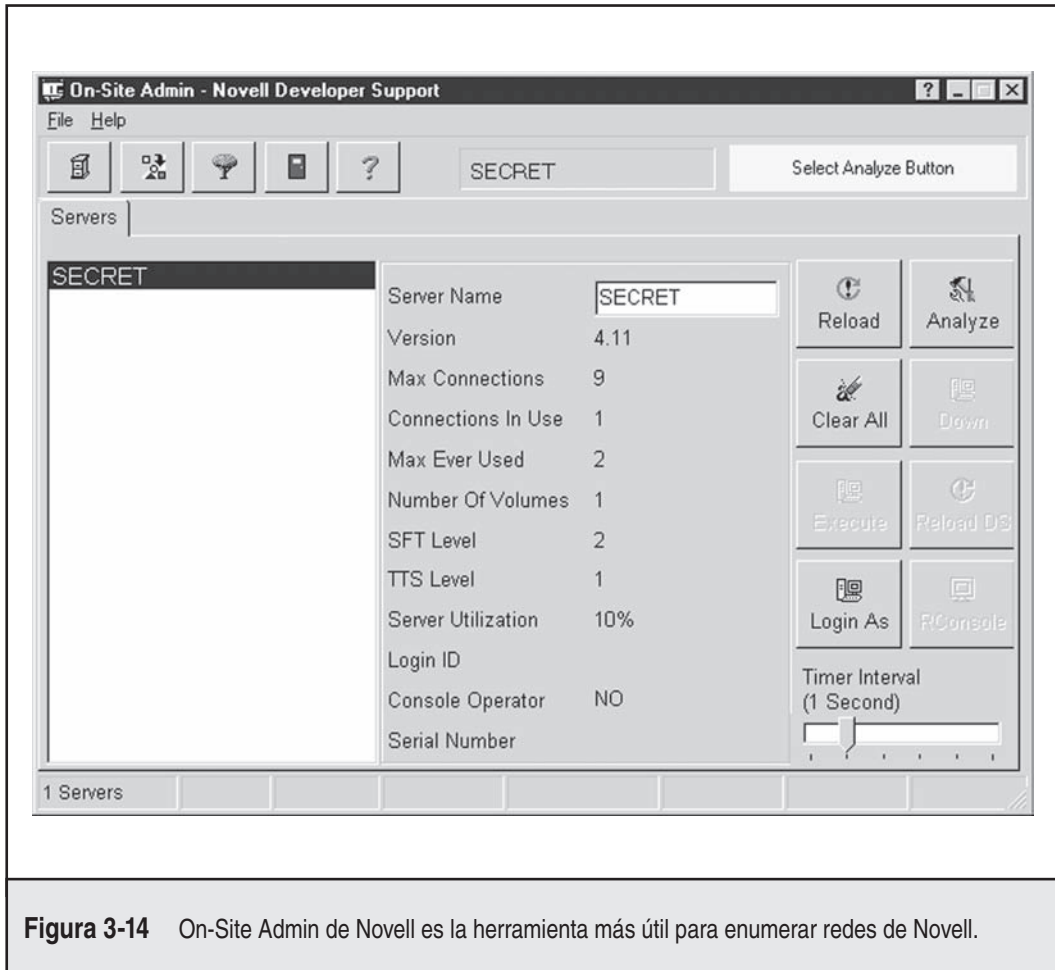 On-Site Admin - Novell Developer Support
File Help
SECRET
Select Analyze Button
Servers
SECRET
Server Name SECRET
Version 4.11
Max Connections 9
Connections In Use 1
Max Ever Used 2
Number Of Volumes 1
SFT Level 2
TTS Level 1
Server Utilization 10%
Login ID
Console Operator NO
Serial Number
Reload
Analyze
Clear All
Down
Execute
Reload DS
Login As
RConsole
Timer Interval
(1 Second)
1 Servers
Figura 3-14 On-Site Admin de Novell es la herramienta más útil para enumerar redes de Novell.